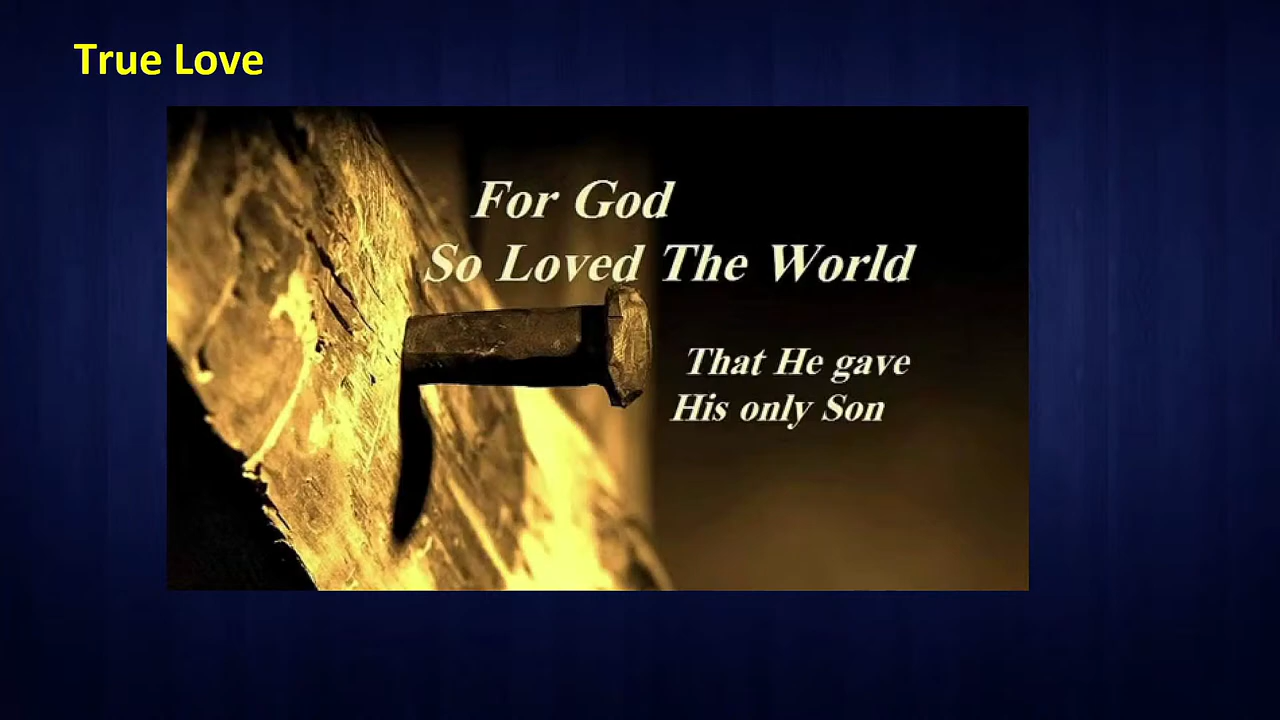 True Love
For God
So Loved The World
That He gave
His only Son